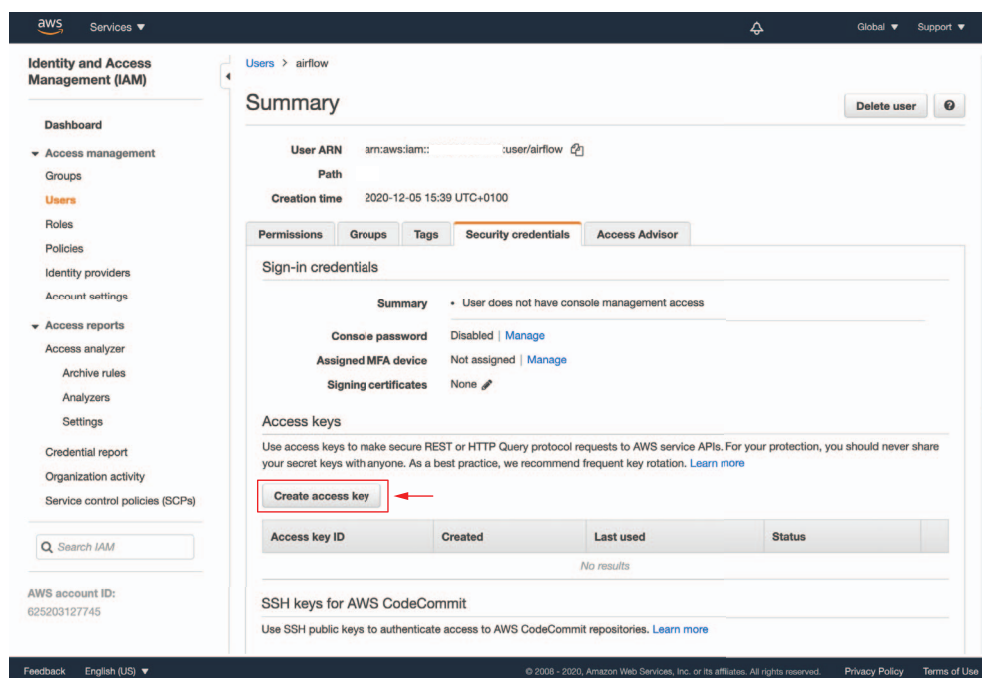 aws
Services ▼
Global ▼
Support ▼
Identity and Access
Management (IAM)
Dashboard
Access management
Groups
Users
Roles
Policies
Identity providers
Account settings
Access reports
Access analyzer
Archive rules
Analyzers
Settings
Credential report
Organization activity
Service control policies (SCPs)
Search IAM
AWS account ID:
625203127745
Users > airflow
Summary
Delete user
User ARN arn:aws:iam:: :user/airflow
Path
Creation time 2020-12-05 15:39 UTC+0100
Permissions Groups Tags Security credentials Access Advisor
Sign-in credentials
Summary • User does not have console management access
Console password Disabled | Manage
Assigned MFA device Not assigned | Manage
Signing certificates None
Access keys
Use access keys to make secure REST or HTTP Query protocol requests to AWS service APIs. For your protection, you should never share
your secret keys with anyone. As a best practice, we recommend frequent key rotation. Learn more
Create access key
Access key ID Created Last used Status
No results
SSH keys for AWS CodeCommit
Use SSH public keys to authenticate access to AWS CodeCommit repositories. Learn more
Feedback English (US) ▼ © 2008 - 2020, Amazon Web Services, Inc. or its affiliates. All rights reserved. Privacy Policy Terms of Use